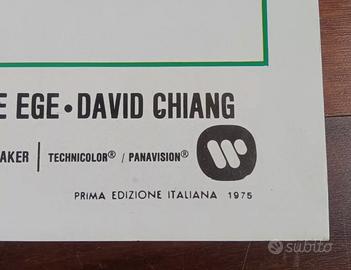 E EGE • DAVID CHIANG
AKER | TECHNICOLOR® / PANAVISION®
PRIMA EDIZIONE ITALIANA 1975
subito